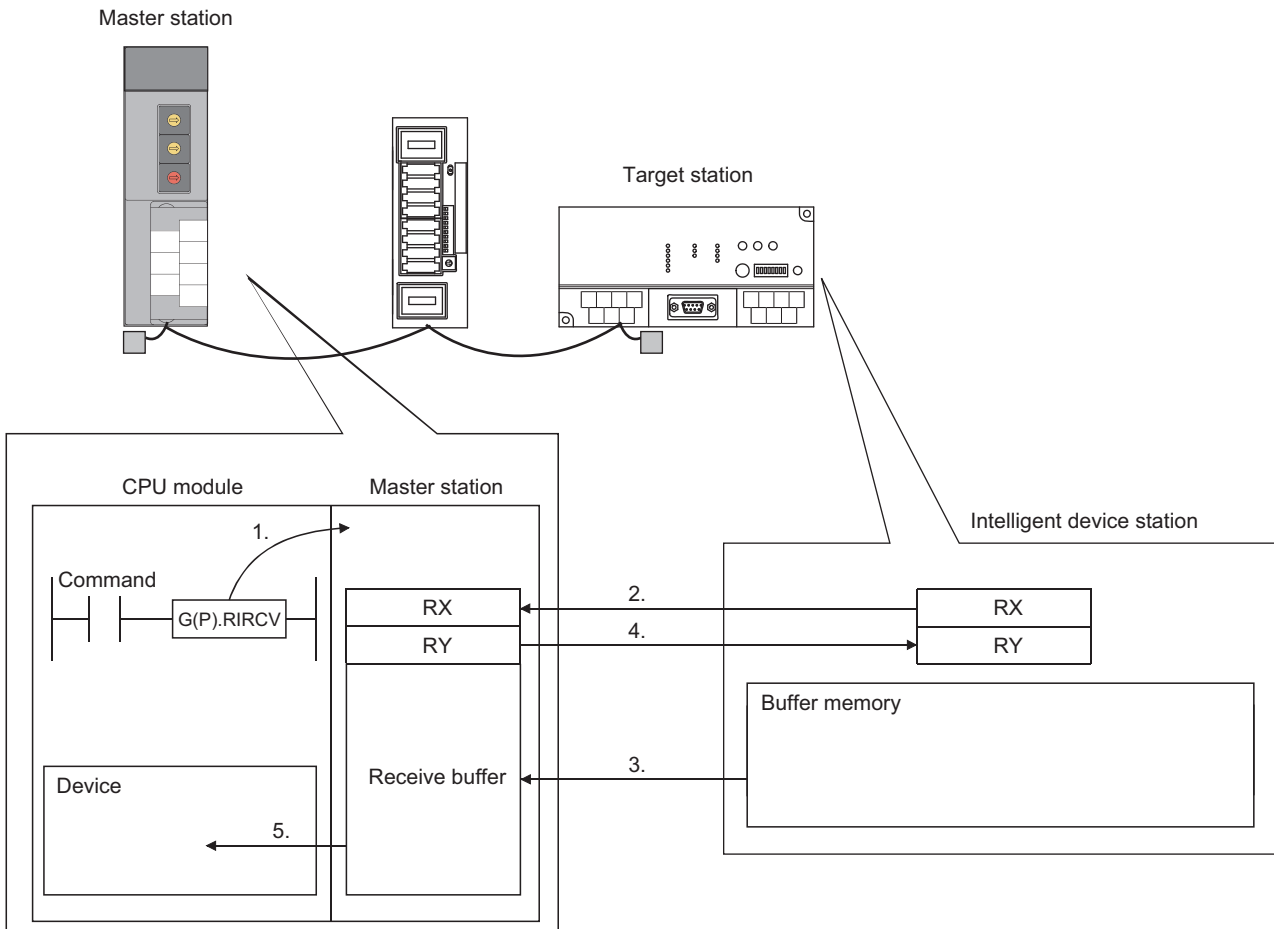 Master station
Target station
CPU module
Master station
1.
Command
G(P).RIRCV
RX
RY
Receive buffer
Device
5.
2.
4.
3.
Intelligent device station
RX
RY
Buffer memory